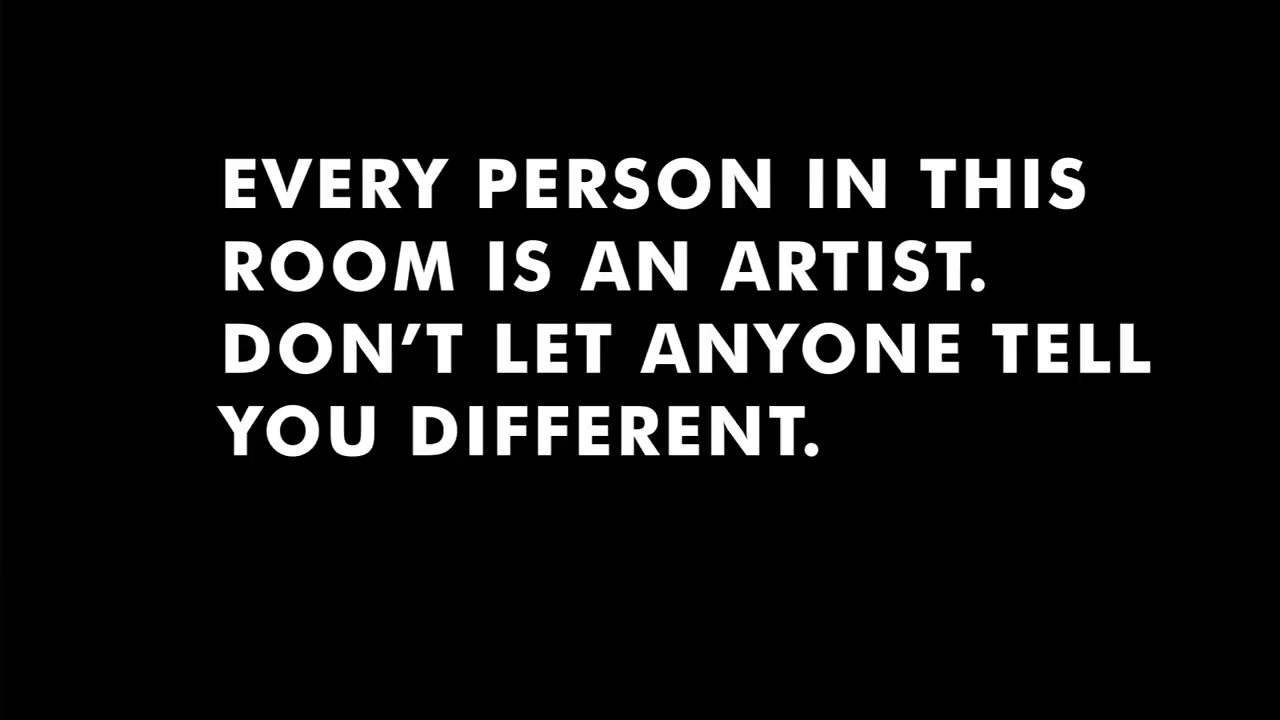 EVERY PERSON IN THIS
ROOM IS AN ARTIST.
DON’T LET ANYONE TELL
YOU DIFFERENT.